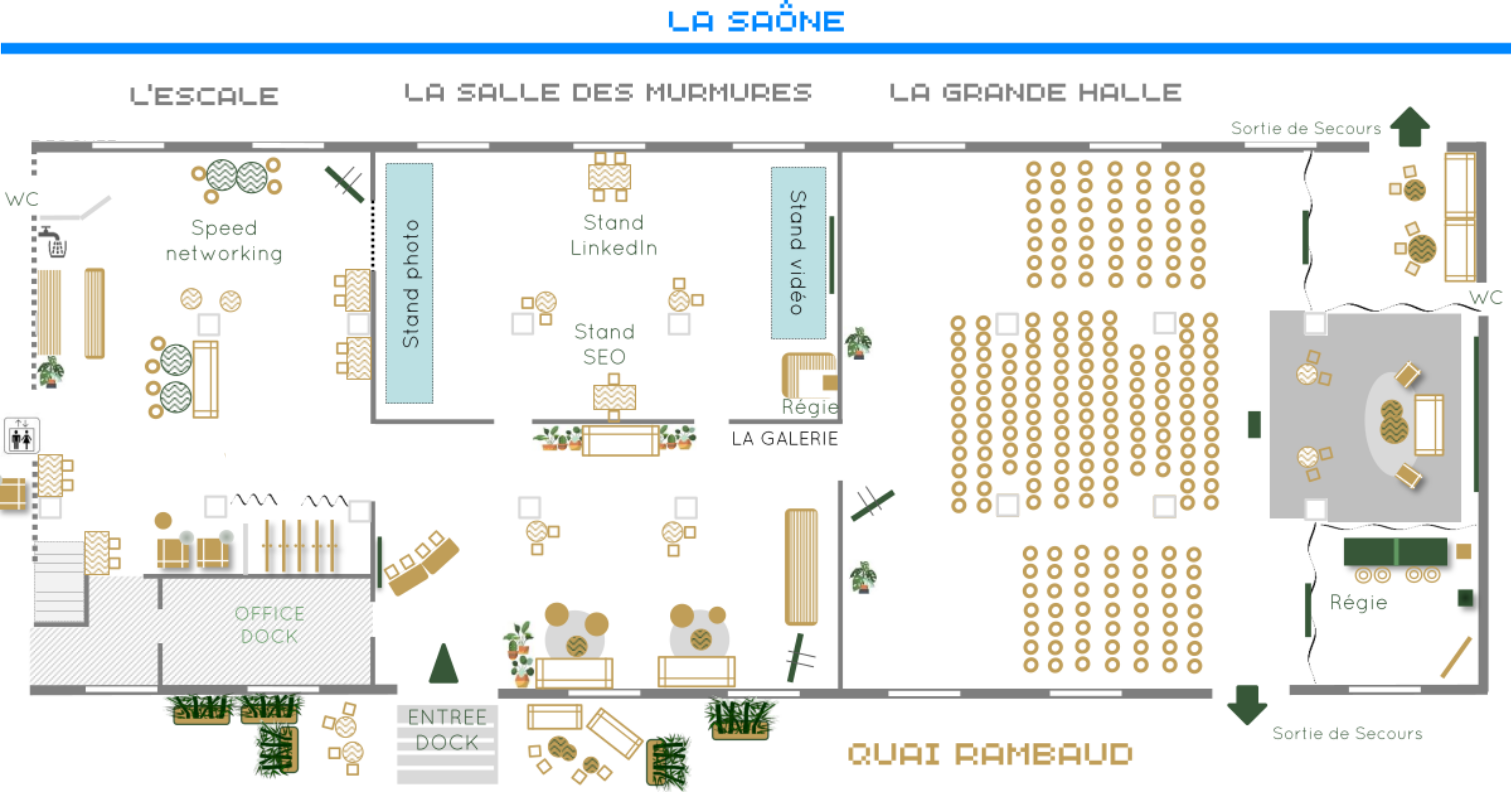 LA SAÔNE
L'ESCALE
LA SALLE DES MURMURES
LA GRANDE HALLE
Sortie de Secours
WC
Speed
networking
Stand photo
Stand
LinkedIn
Stand vidéo
Stand
SEO
Régie
LA GALERIE
WC
OFFICE
DOCK
Régie
ENTREE
DOCK
QUAI RAMBAUD
Sortie de Secours